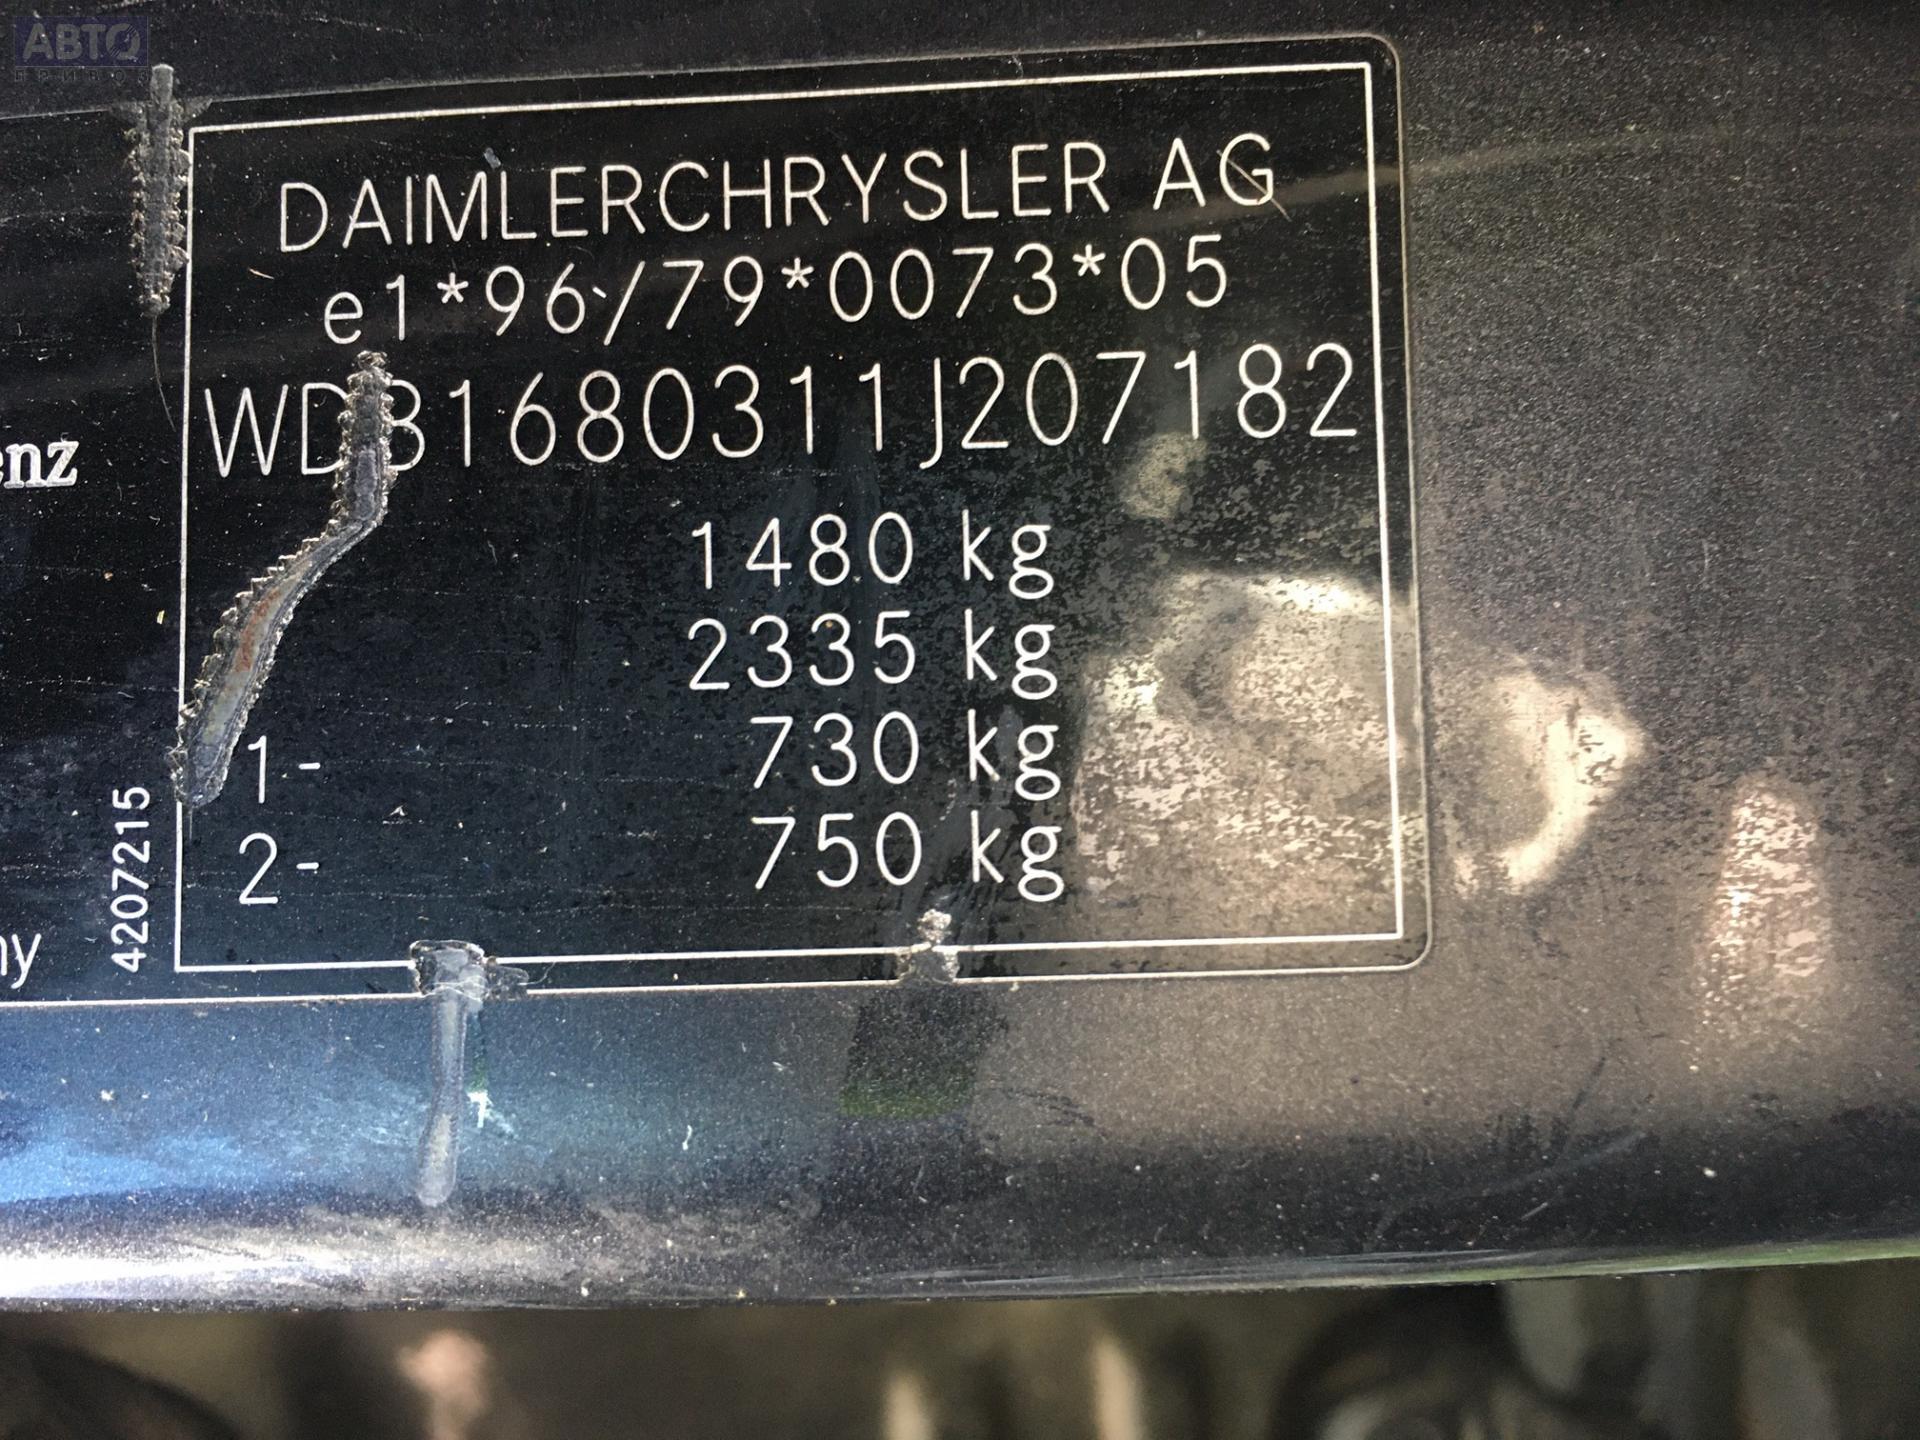 АВТО
ПРИВОЗ
DAIMLERCHRYSLER AG
e1*96/79*0073*05
WDB1680311J207182
enz
1480 kg
2335 kg
1- 730 kg
2- 750 kg
4207215
ny